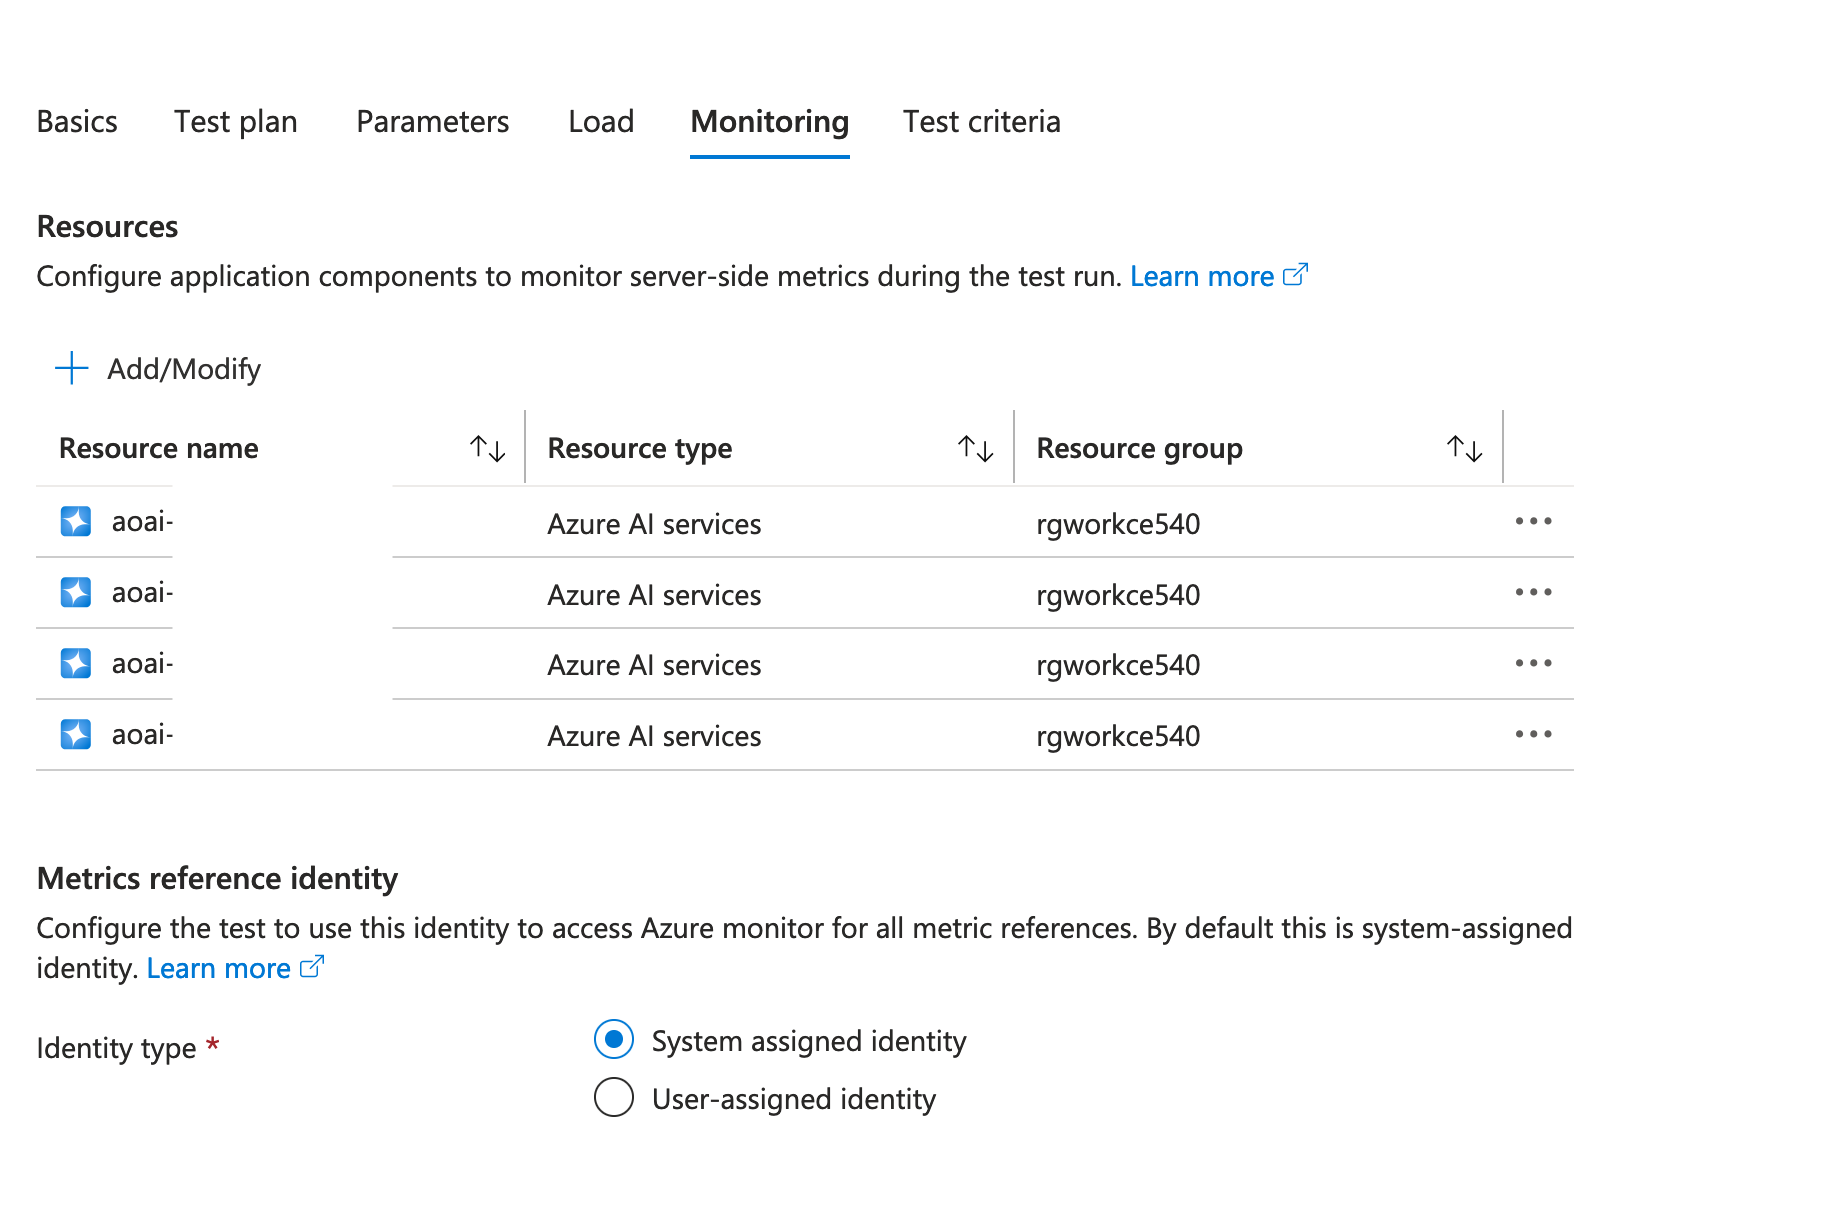 Basics Test plan Parameters Load Monitoring Test criteria
Resources
Configure application components to monitor server-side metrics during the test run. Learn more
Add/Modify
Resource name Resource type Resource group
aoai- Azure AI services rgworkce540
aoai- Azure AI services rgworkce540
aoai- Azure AI services rgworkce540
aoai- Azure AI services rgworkce540
Metrics reference identity
Configure the test to use this identity to access Azure monitor for all metric references. By default this is system-assigned
identity. Learn more
Identity type *
System assigned identity
User-assigned identity